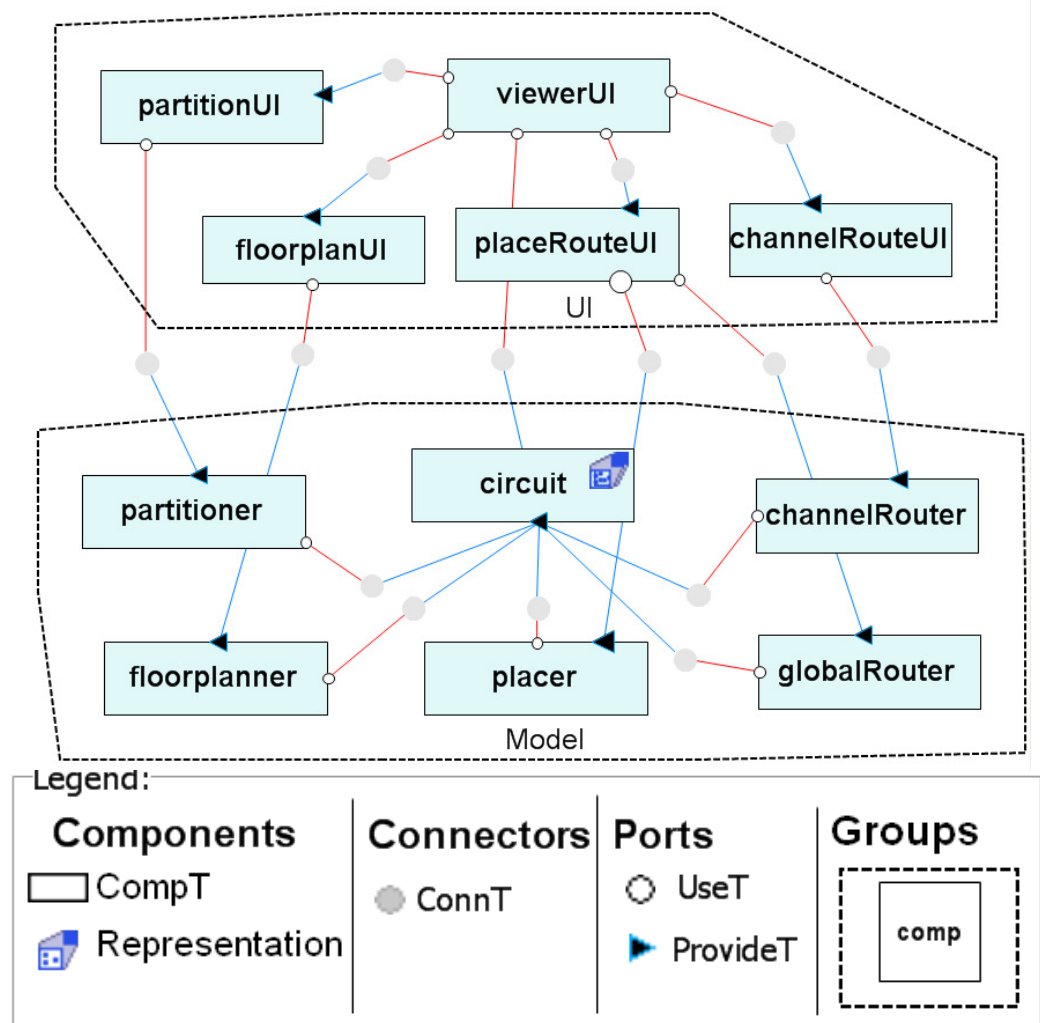 viewerUI
partitionUI
floorplanUI
placeRouteUI
channelRouteUI
UI
circuit
partitioner
channelRouter
floorplanner
placer
globalRouter
Model
Legend:
Components
Connectors
Ports
Groups
CompT
ConnT
UseT
comp
Representation
ProvideT